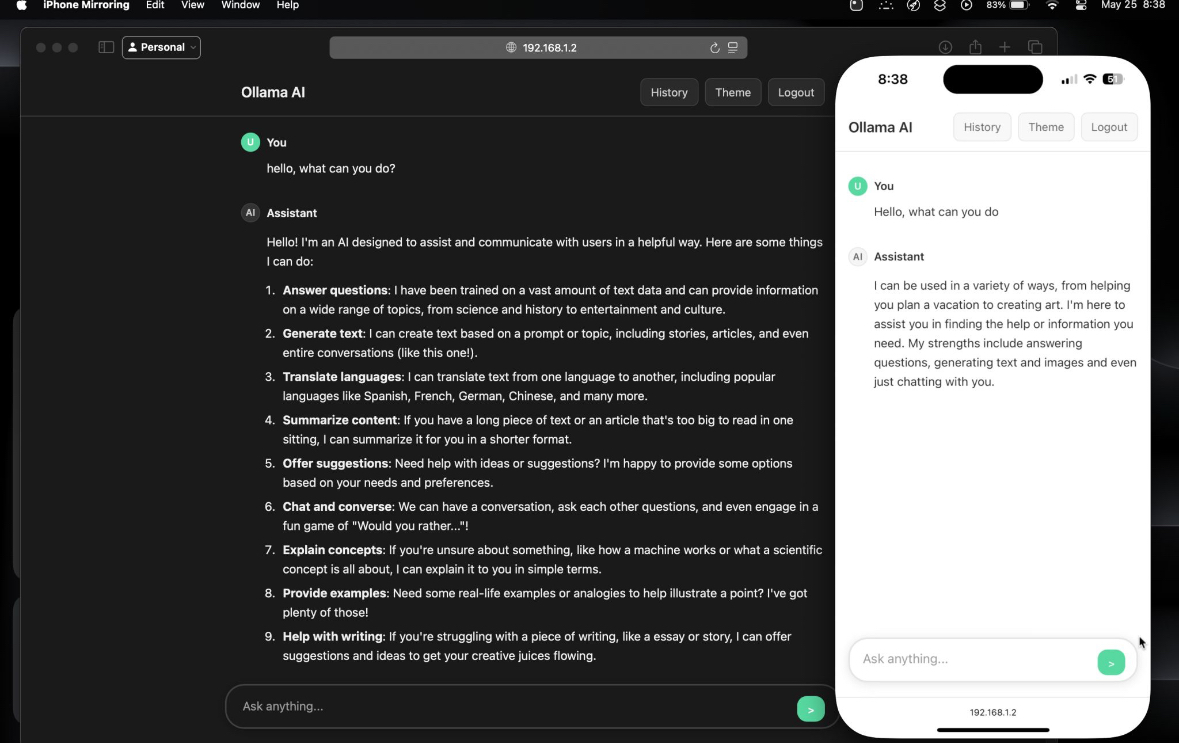 iPhone Mirroring Edit View Window Help
83% May 25 8:38
Personal
192.168.1.2
Ollama AI
History Theme Logout
U You
hello, what can you do?
AI Assistant
Hello! I'm an AI designed to assist and communicate with users in a helpful way. Here are some things
I can do:
1. Answer questions: I have been trained on a vast amount of text data and can provide information
on a wide range of topics, from science and history to entertainment and culture.
2. Generate text: I can create text based on a prompt or topic, including stories, articles, and even
entire conversations (like this one!).
3. Translate languages: I can translate text from one language to another, including popular
languages like Spanish, French, German, Chinese, and many more.
4. Summarize content: If you have a long piece of text or an article that's too big to read in one
sitting, I can summarize it for you in a shorter format.
5. Offer suggestions: Need help with ideas or suggestions? I'm happy to provide some options
based on your needs and preferences.
6. Chat and converse: We can have a conversation, ask each other questions, and even engage in a
fun game of "Would you rather..."!
7. Explain concepts: If you're unsure about something, like how a machine works or what a scientific
concept is all about, I can explain it to you in simple terms.
8. Provide examples: Need some real-life examples or analogies to help illustrate a point? I've got
plenty of those!
9. Help with writing: If you're struggling with a piece of writing, like a essay or story, I can offer
suggestions and ideas to get your creative juices flowing.
Ask anything...
>
8:38
Ollama AI
History Theme Logout
U You
Hello, what can you do
AI Assistant
I can be used in a variety of ways, from helping
you plan a vacation to creating art. I'm here to
assist you in finding the help or information you
need. My strengths include answering
questions, generating text and images and even
just chatting with you.
Ask anything...
>
192.168.1.2